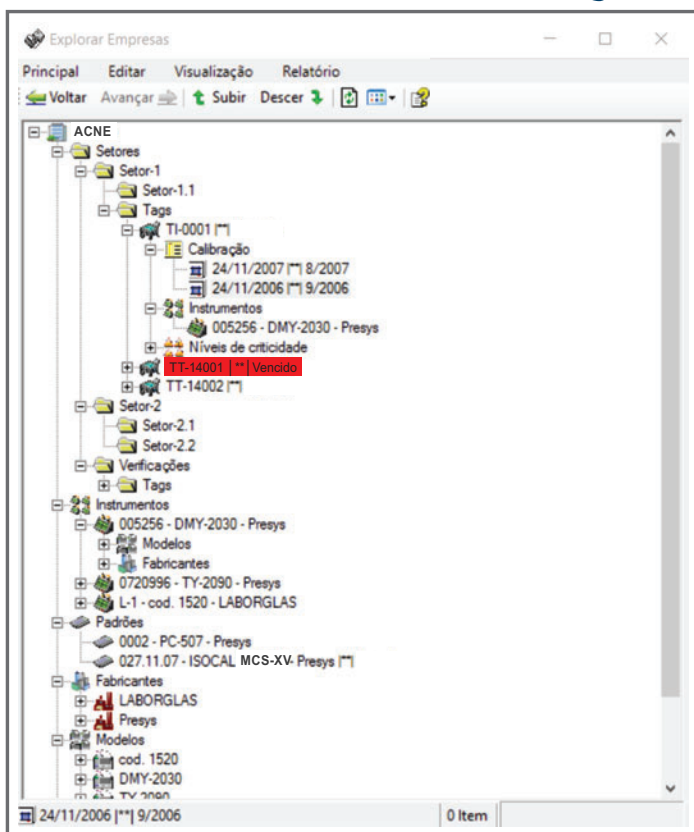 Explorar Empresas
Principal Editar Visualização Relatório
Voltar Avançar Subir Descer
ACNE
Setores
Setor-1
Setor-1.1
Tags
TI-0001 |**|
Calibração
24/11/2007 |**| 8/2007
24/11/2006 |**| 9/2006
Instrumentos
005256 - DMY-2030 - Presys
Níveis de criticidade
TT-14001 |**| Vencido
TT-14002 |**|
Setor-2
Setor-2.1
Setor-2.2
Verificações
Tags
Instrumentos
005256 - DMY-2030 - Presys
Modelos
Fabricantes
0720996 - TY-2090 - Presys
L-1 - cod. 1520 - LABORGLAS
Padrões
0002 - PC-507 - Presys
027.11.07 - ISOCAL MCS-XV- Presys |**|
Fabricantes
LABORGLAS
Presys
Modelos
cod. 1520
DMY-2030
TY-2090
24/11/2006 |**| 9/2006 0 Item